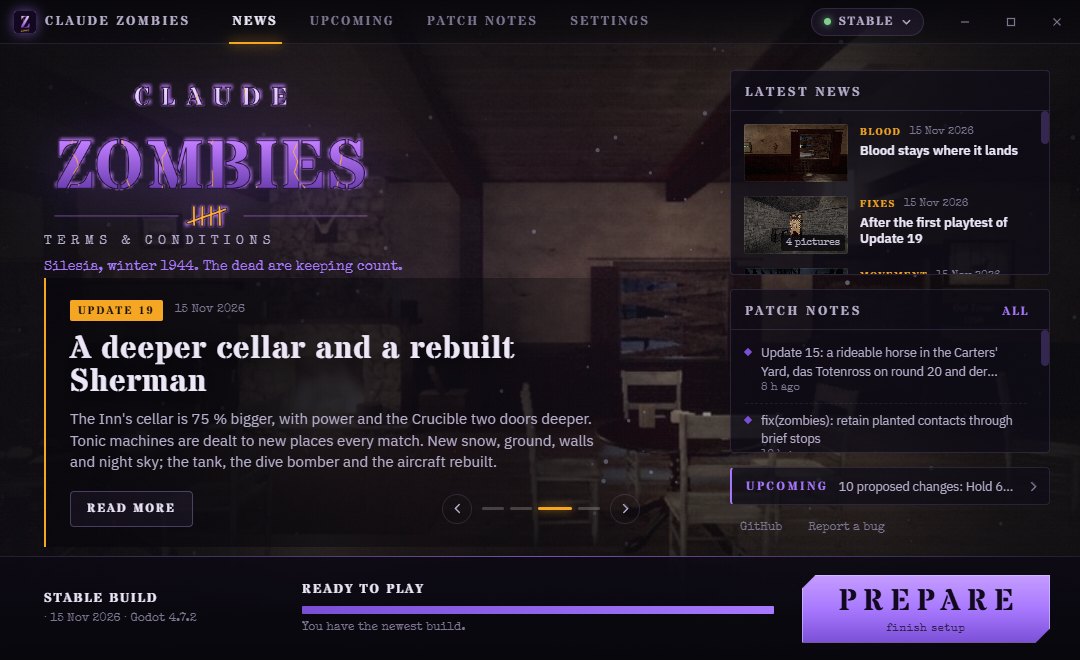 CLAUDE ZOMBIES
NEWS
UPCOMING
PATCH NOTES
SETTINGS
STABLE
CLAUDE
ZOMBIES
TERMS & CONDITIONS
Silesia, winter 1944. The dead are keeping count.
UPDATE 19 15 Nov 2026
A deeper cellar and a rebuilt
Sherman
The Inn's cellar is 75 % bigger, with power and the Crucible two doors deeper.
Tonic machines are dealt to new places every match. New snow, ground, walls
and night sky; the tank, the dive bomber and the aircraft rebuilt.
READ MORE
LATEST NEWS
BLOOD 15 Nov 2026
Blood stays where it lands
FIXES 15 Nov 2026
After the first playtest of
Update 19
4 pictures
MOVEMENT 15 Nov 2026
PATCH NOTES ALL
Update 15: a rideable horse in the Carters'
Yard, das Totenross on round 20 and der...
8 h ago
fix(zombies): retain planted contacts through
brief stops
UPCOMING 10 proposed changes: Hold 6...
GitHub Report a bug
STABLE BUILD
· 15 Nov 2026 · Godot 4.7.2
READY TO PLAY
You have the newest build.
PREPARE
finish setup